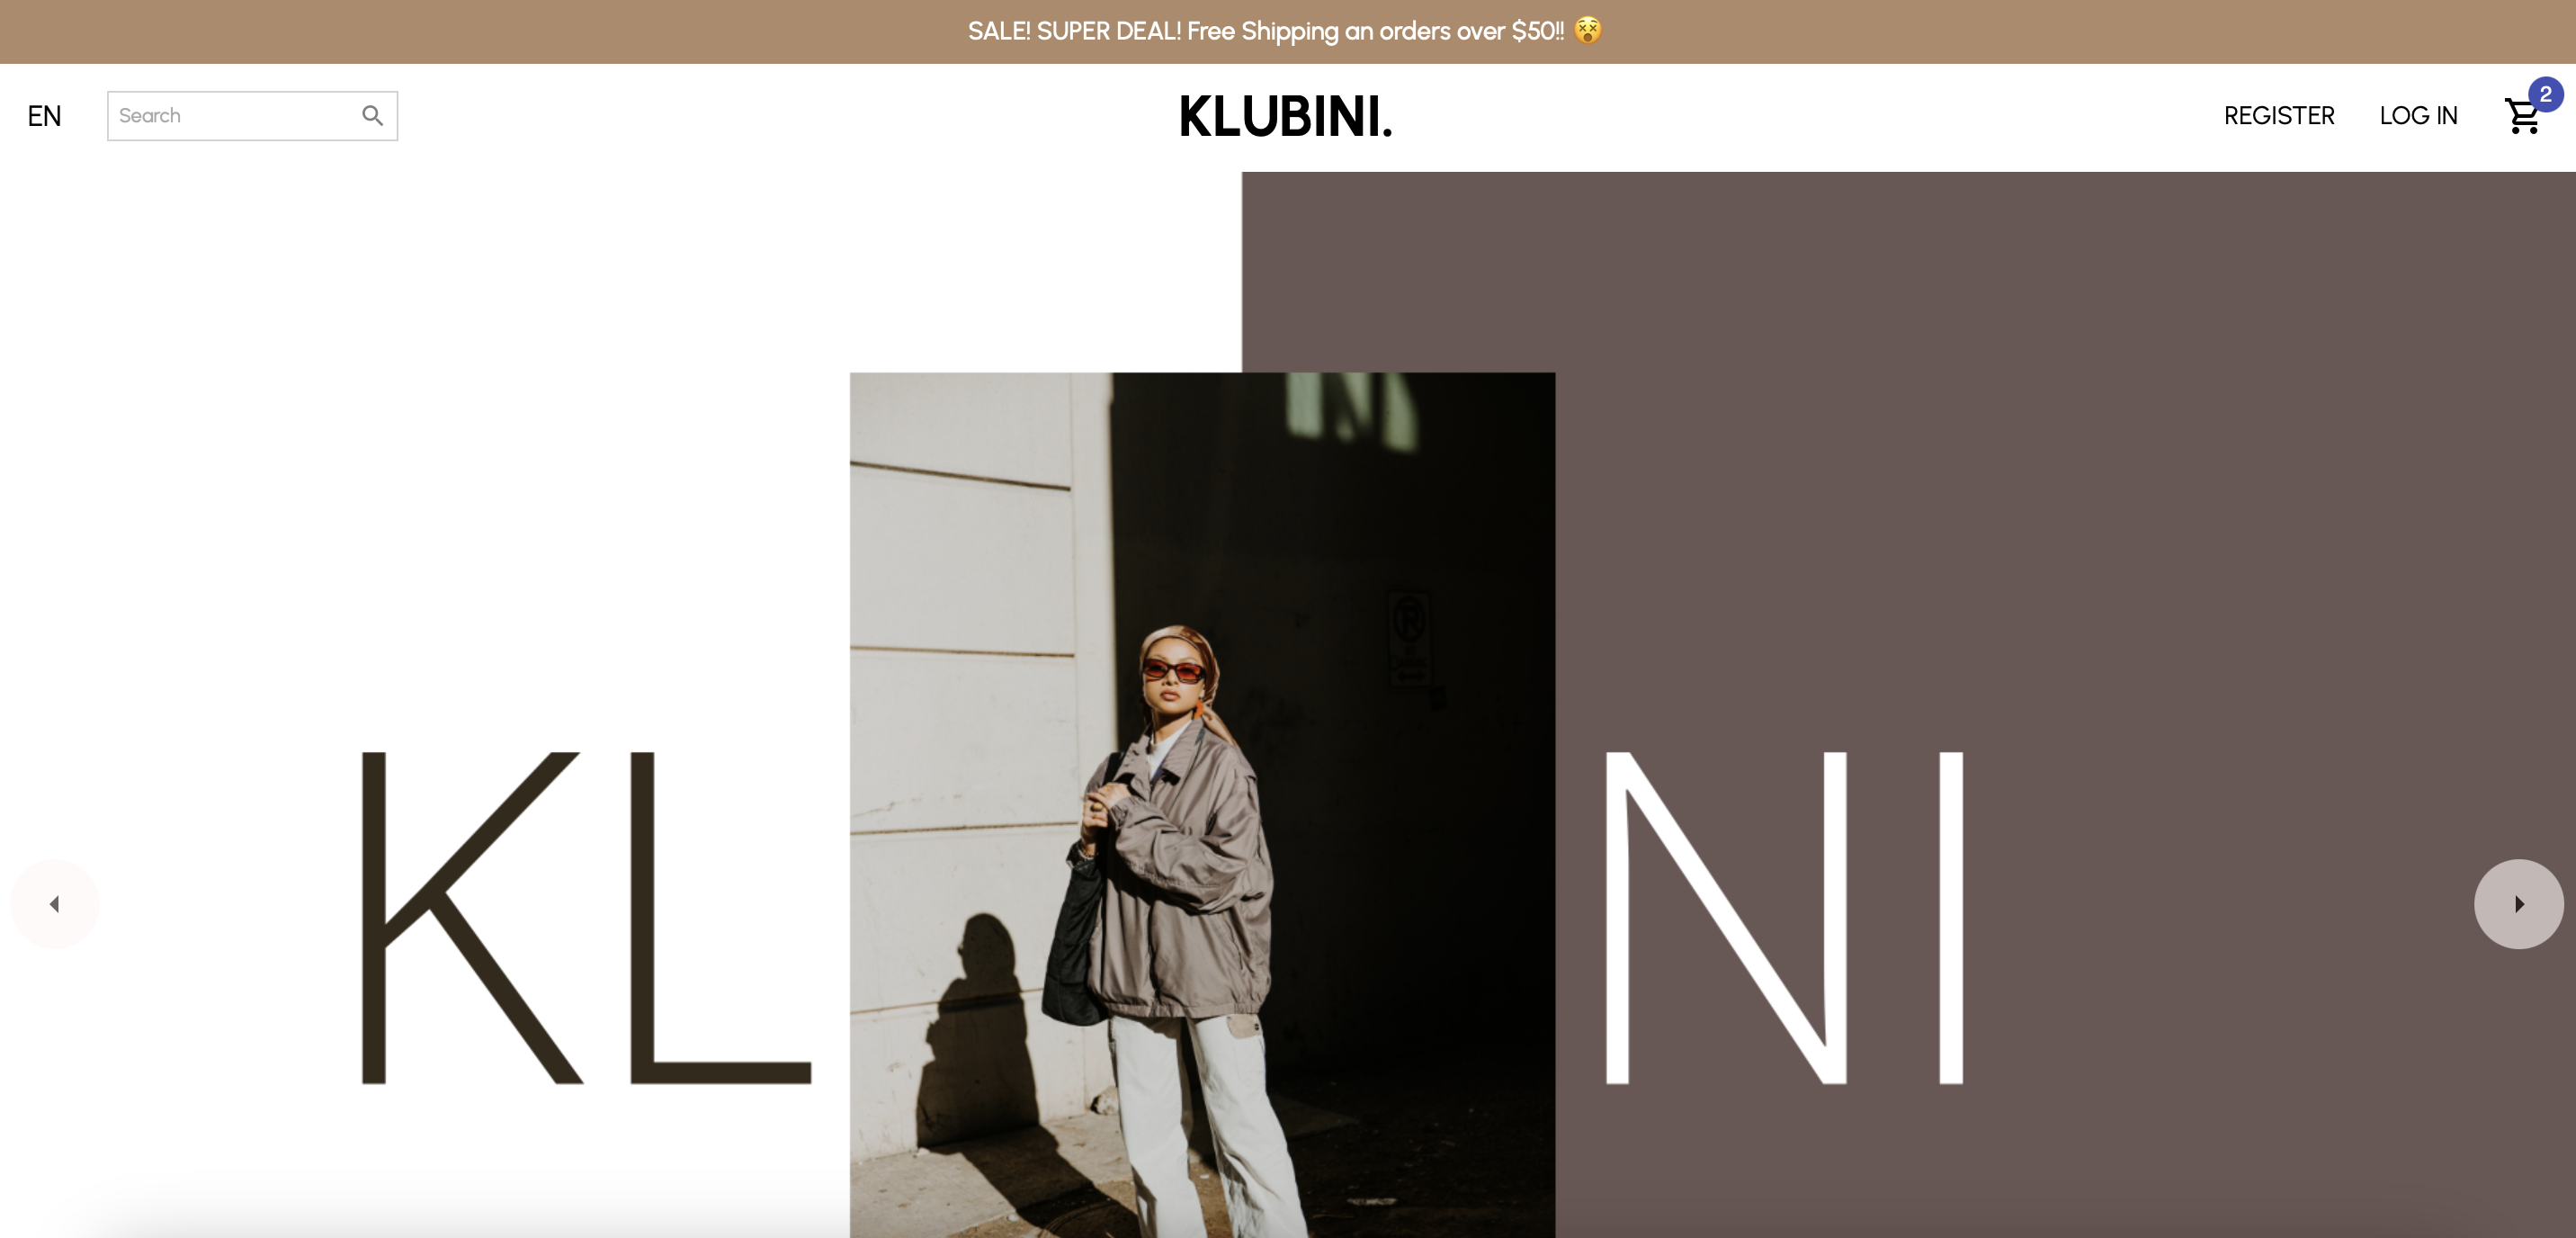 SALE! SUPER DEAL! Free Shipping an orders over $50!! 😵
EN
Search
KLUBINI.
REGISTER
LOG IN
2
KL
NI